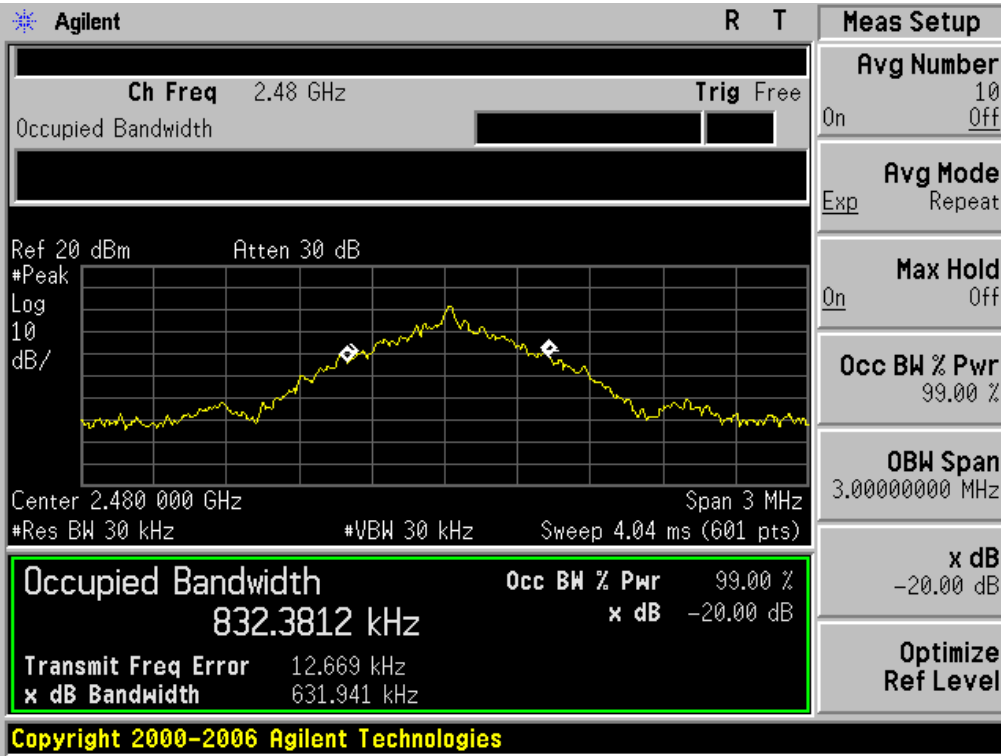 Agilent R T
Ch Freq 2.48 GHz Trig Free
Occupied Bandwidth
Ref 20 dBm Atten 30 dB
#Peak
Log
10
dB/
Center 2.480 000 GHz Span 3 MHz
#Res BW 30 kHz #VBW 30 kHz Sweep 4.04 ms (601 pts)
Occupied Bandwidth Occ BW % Pwr 99.00 %
832.3812 kHz x dB -20.00 dB
Transmit Freq Error 12.669 kHz
x dB Bandwidth 631.941 kHz
Copyright 2000-2006 Agilent Technologies
Meas Setup
Avg Number
10
On Off
Avg Mode
Exp Repeat
Max Hold
On Off
Occ BW % Pwr
99.00 %
OBW Span
3.00000000 MHz
x dB
-20.00 dB
Optimize
Ref Level